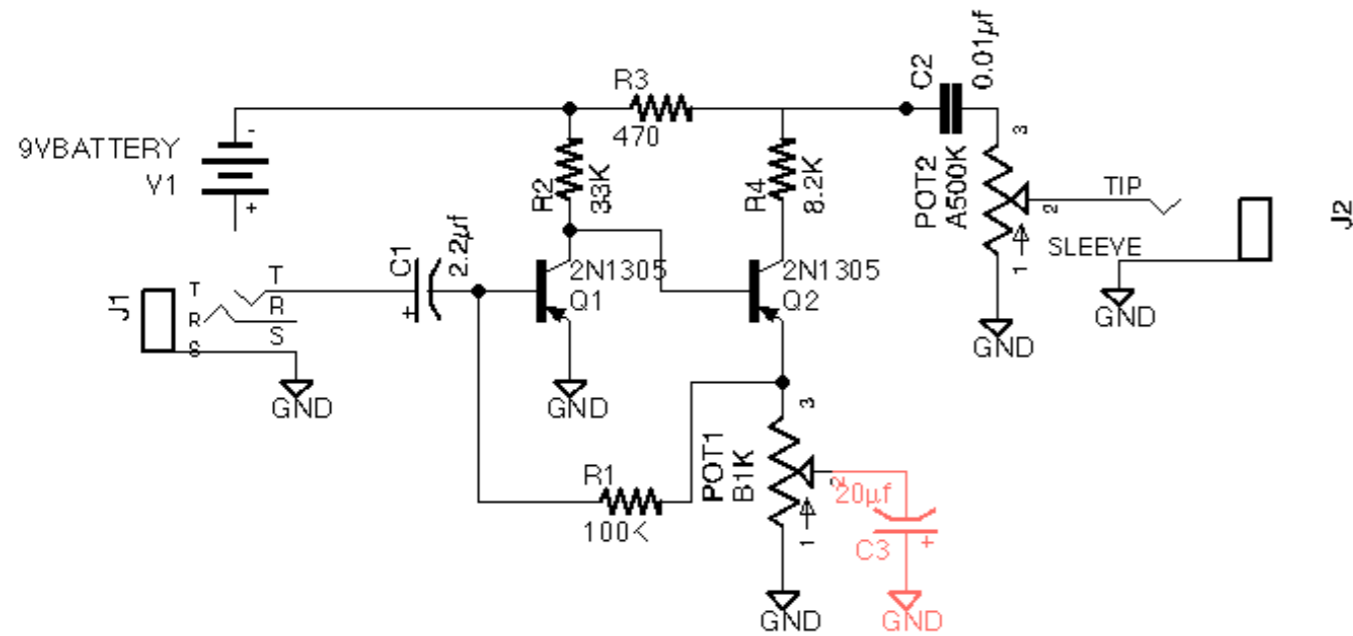 C2
0.01µf
R3
470
9VBATTERY
V1
-
+
R2
33K
R4
8.2K
3
POT2
A500K
2
1
TIP
SLEEVE
J2
GND
GND
C1
2.2µf
+
2N1305
Q1
2N1305
Q2
J1
T
R
S
T
R
S
GND
GND
R1
100<
POT1
B1K
3
2
1
20µf
C3
+
GND
GND